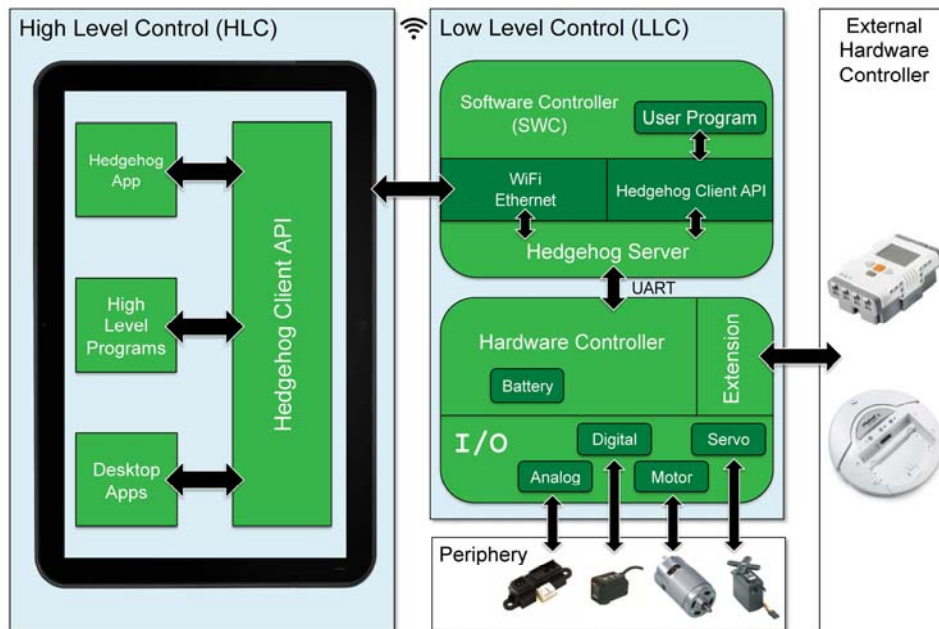 High Level Control (HLC)
Hedgehog
App
High
Level
Programs
Desktop
Apps
Hedgehog Client API
Low Level Control (LLC)
Software Controller
(SWC)
User Program
WiFi
Ethernet
Hedgehog Client API
Hedgehog Server
UART
Hardware Controller
Battery
Extension
I/O
Digital
Servo
Analog
Motor
Periphery
External
Hardware
Controller